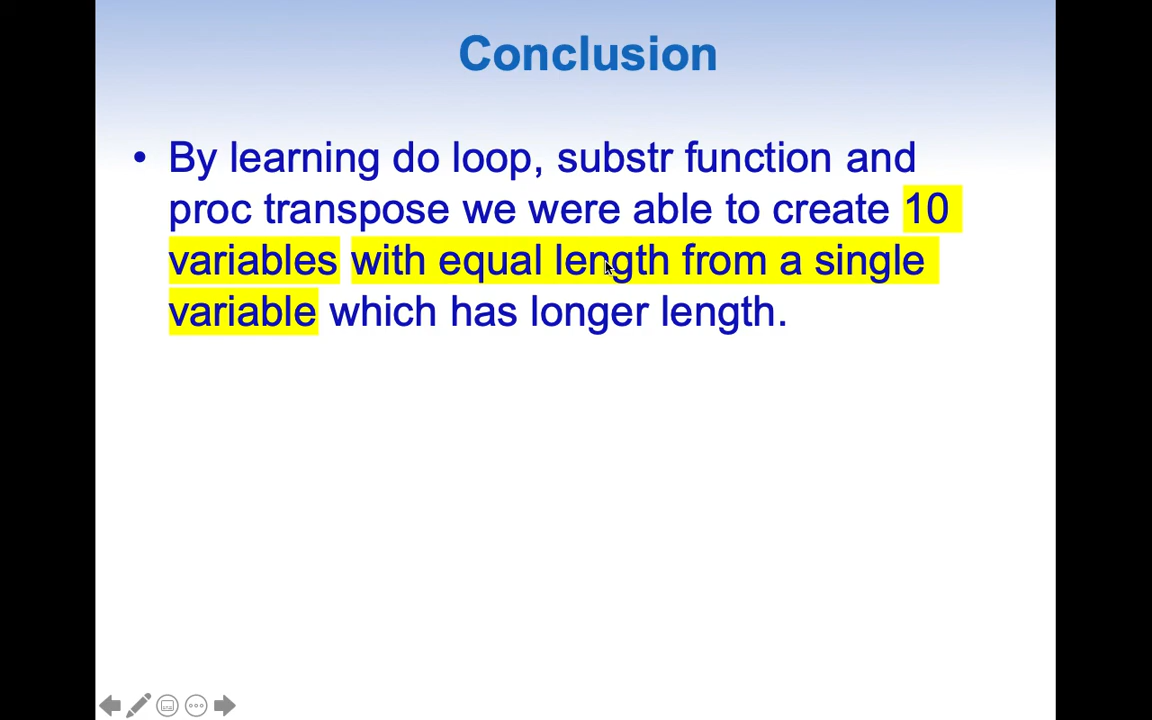 Conclusion
• By learning do loop, substr function and
proc transpose we were able to create 10
variables with equal length from a single
variable which has longer length.